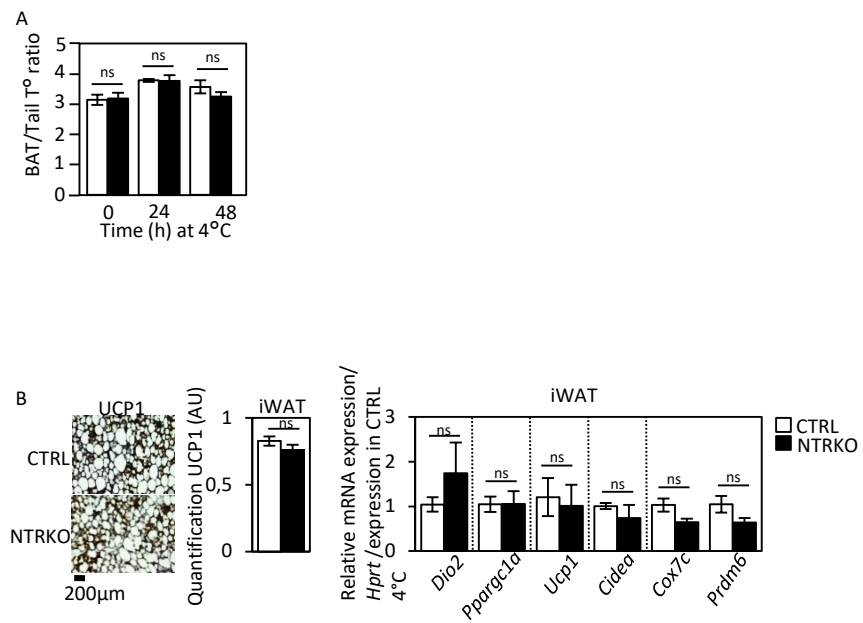 A
BAT/Tail T° ratio
5
4
3
2
1
0
ns
ns
ns
0 24 48
Time (h) at 4°C
B
UCP1
CTRL
NTRKO
200µm
Quantification UCP1 (AU)
iWAT
1
0,5
0
ns
iWAT
Relative mRNA expression/
Hprt /expression in CTRL
4°C
3
2
1
0
ns
ns
ns
ns
ns
ns
Dio2
Ppargc1a
Ucp1
Cidea
Cox7c
Prdm6
CTRL
NTRKO